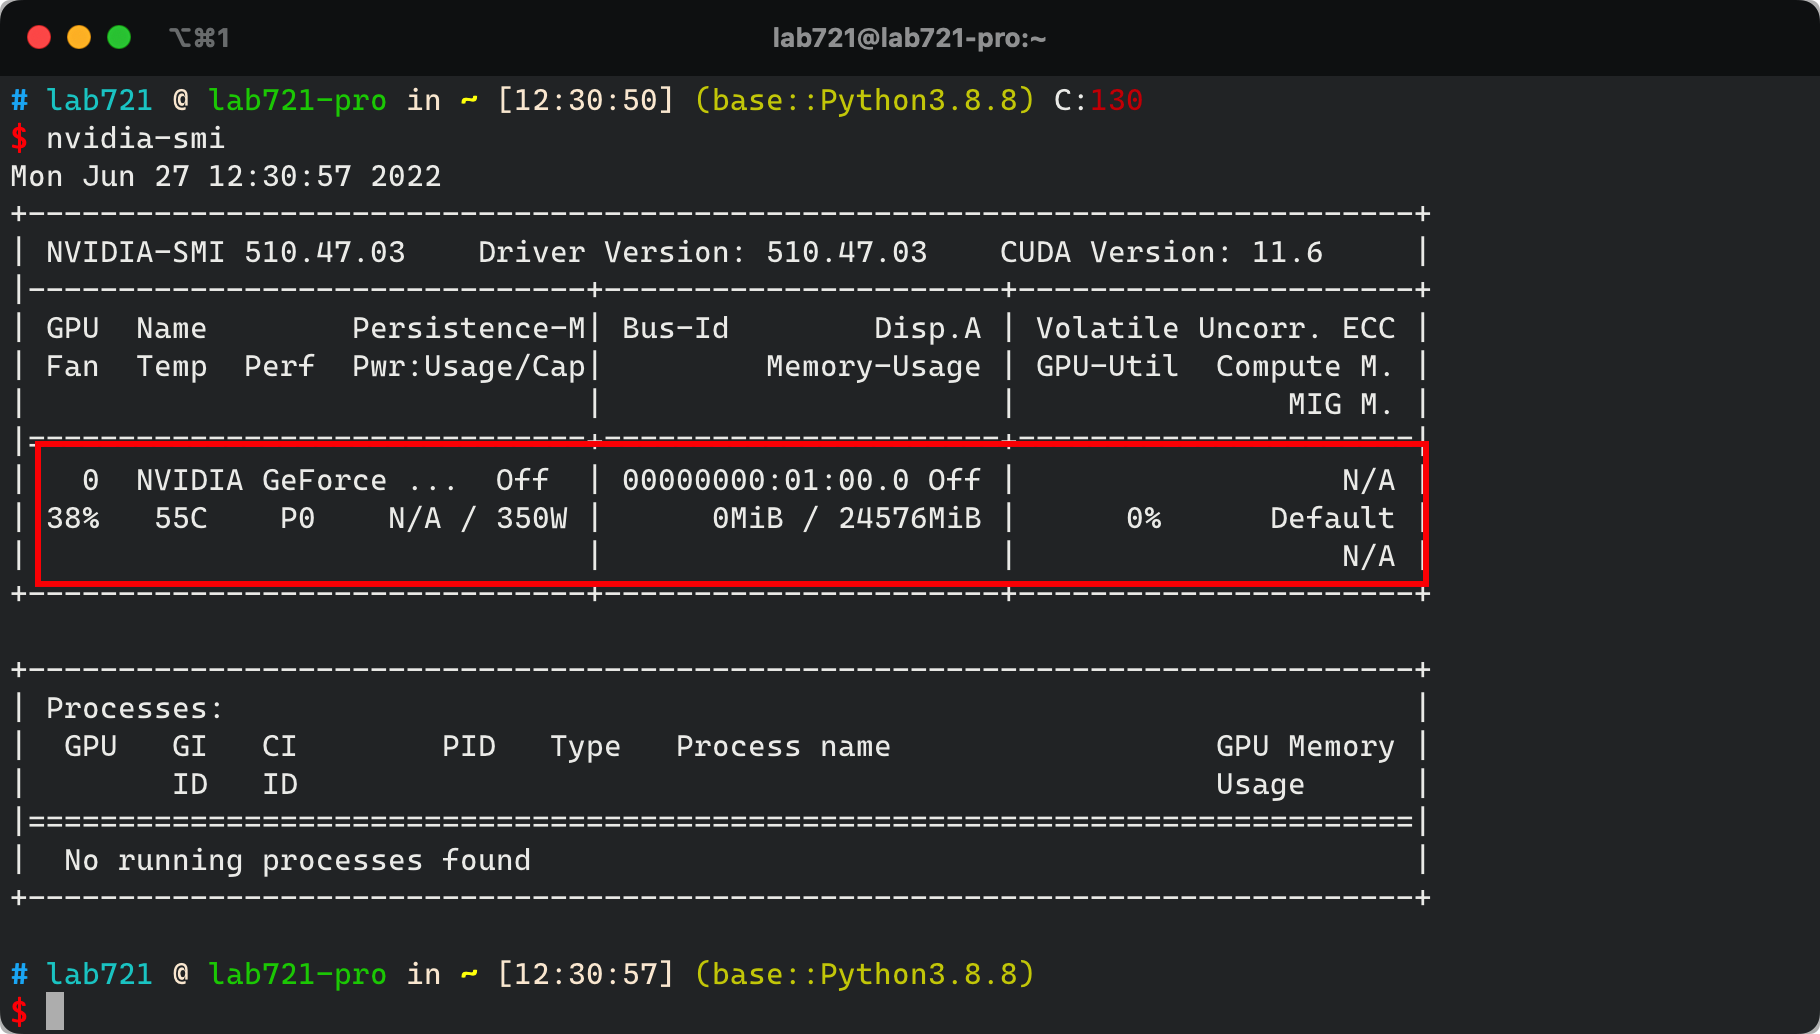 ⌥⌘1 lab721@lab721-pro:~
# lab721 @ lab721-pro in ~ [12:30:50] (base::Python3.8.8) C:130
$ nvidia-smi
Mon Jun 27 12:30:57 2022
+-----------------------------------------------------------------------------+
| NVIDIA-SMI 510.47.03    Driver Version: 510.47.03    CUDA Version: 11.6     |
|-------------------------------+----------------------+----------------------+
| GPU  Name        Persistence-M| Bus-Id        Disp.A | Volatile Uncorr. ECC |
| Fan  Temp  Perf  Pwr:Usage/Cap|         Memory-Usage | GPU-Util  Compute M. |
|                               |                      |               MIG M. |
|===============================+======================+======================|
|   0  NVIDIA GeForce ...  Off  | 00000000:01:00.0 Off |                  N/A |
| 38%   55C    P0    N/A / 350W |      0MiB / 24576MiB |      0%      Default |
|                               |                      |                  N/A |
+-------------------------------+----------------------+----------------------+
+-----------------------------------------------------------------------------+
| Processes:                                                                  |
|  GPU   GI   CI        PID   Type   Process name                  GPU Memory |
|        ID   ID                                                   Usage      |
|=============================================================================|
|  No running processes found                                                 |
+-----------------------------------------------------------------------------+
# lab721 @ lab721-pro in ~ [12:30:57] (base::Python3.8.8)
$